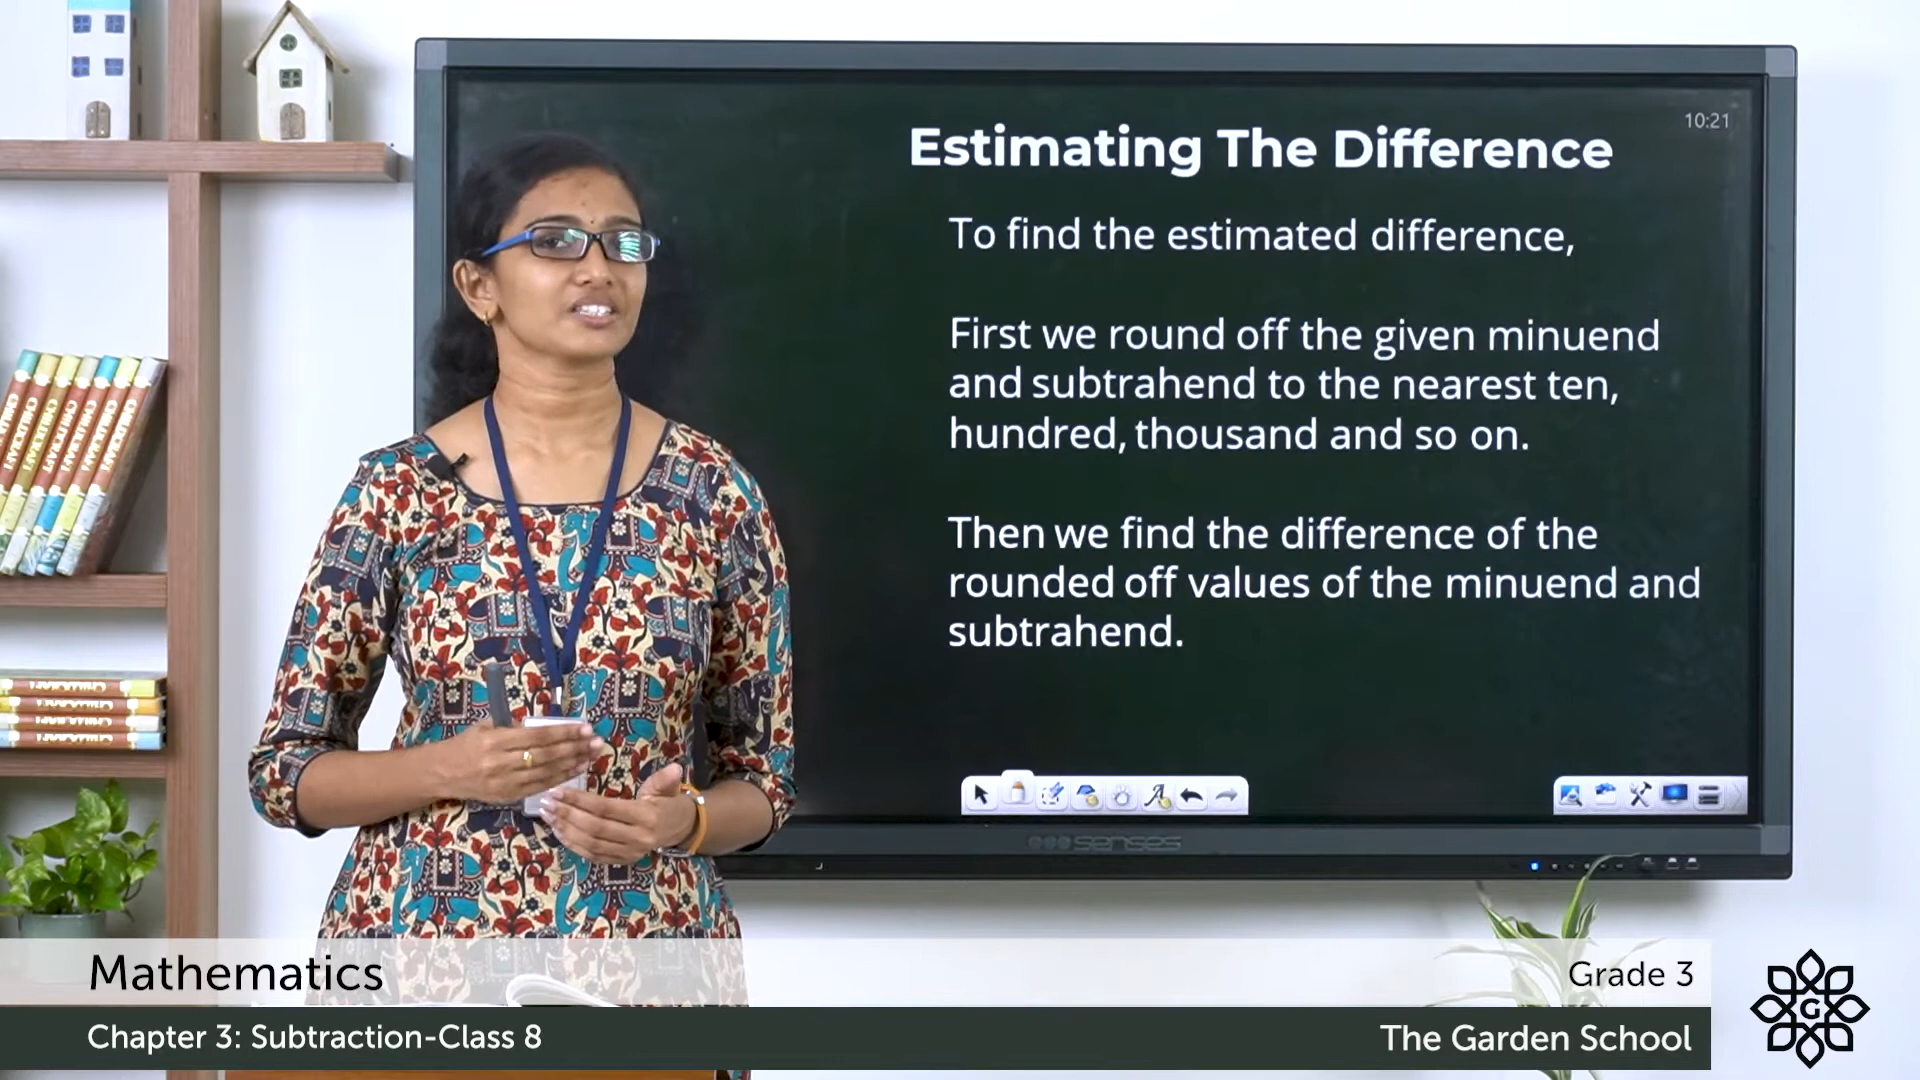 10:21
Estimating The Difference
To find the estimated difference,
First we round off the given minuend
and subtrahend to the nearest ten,
hundred, thousand and so on.
Then we find the difference of the
rounded off values of the minuend and
subtrahend.
senses
Mathematics
Grade 3
Chapter 3: Subtraction-Class 8
The Garden School
G